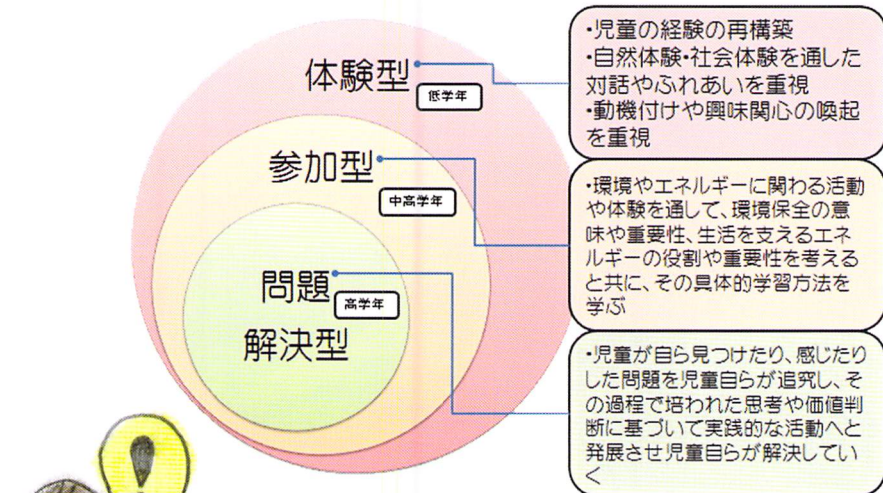 体験型
低学年
・児童の経験の再構築
・自然体験・社会体験を通した
対話やふれあいを重視
・動機付けや興味関心の喚起
を重視
参加型
中高学年
・環境やエネルギーに関わる活動
や体験を通して、環境保全の意
味や重要性、生活を支えるエネ
ルギーの役割や重要性を考える
と共に、その具体的学習方法を
学ぶ
問題
高学年
解決型
・児童が自ら見つけたり、感じたり
した問題を児童自らが追究し、そ
の過程で培われた思考や価値判
断に基づいて実践的な活動へと
発展させ児童自らが解決してい
く